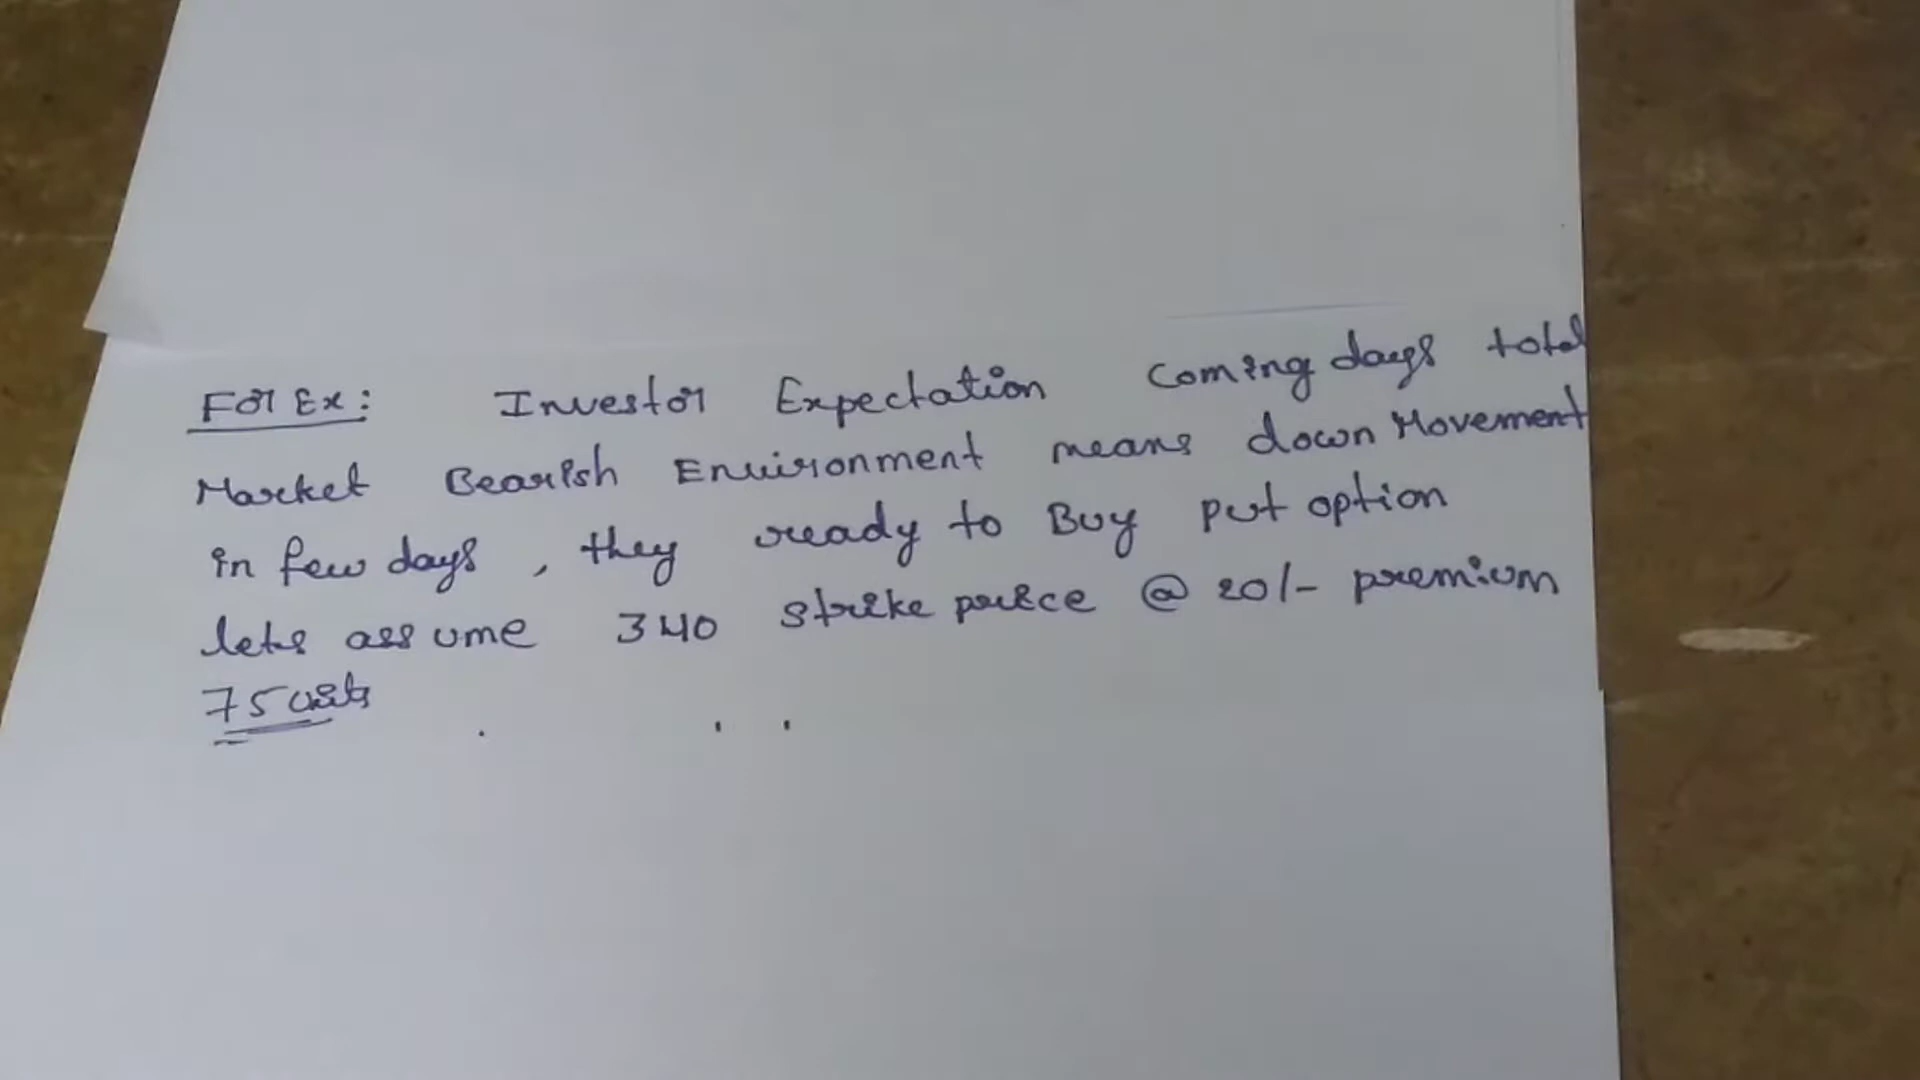 For Ex: Investor Expectation coming days total
Market Bearish Environment means down Movement
in few days, they ready to Buy put option
lets assume 340 strike price @ 20/- premium
75 units